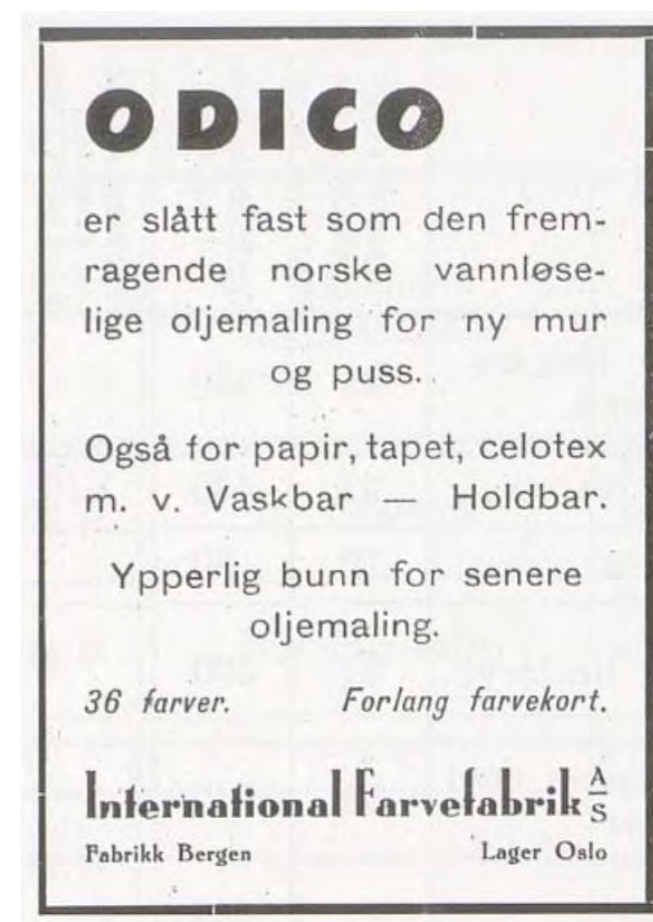 ODICO
er slått fast som den frem-
ragende norske vannløse-
lige oljemaling for ny mur
og puss.
Også for papir, tapet, celotex
m. v. Vaskbar — Holdbar.
Ypperlig bunn for senere
oljemaling.
36 farver. Forlang farvekort.
International Farvefabrik A/S
Fabrikk Bergen Lager Oslo